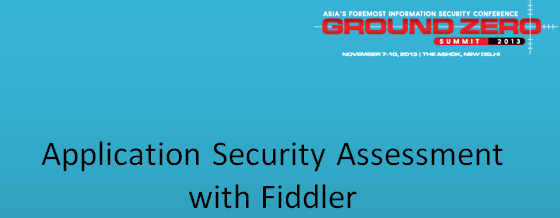 ASIA'S FOREMOST INFORMATION SECURITY CONFERENCE
GROUND ZERO
SUMMIT 2013
NOVEMBER 7-10, 2013 | THE ASHOK, NEW DELHI
Application Security Assessment
with Fiddler